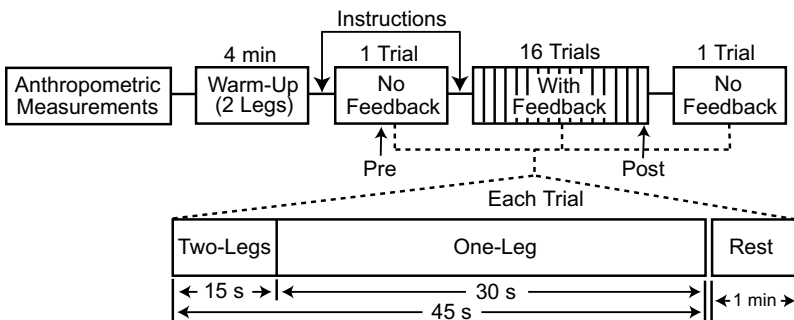 Instructions
4 min
1 Trial
16 Trials
1 Trial
Anthropometric
Measurements
Warm-Up
(2 Legs)
No
Feedback
With
Feedback
No
Feedback
Pre
Post
Each Trial
Two-Legs
One-Leg
Rest
15 s
30 s
1 min
45 s